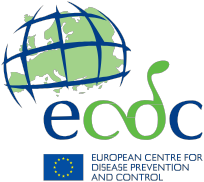 ecdc
EUROPEAN CENTRE FOR
DISEASE PREVENTION
AND CONTROL